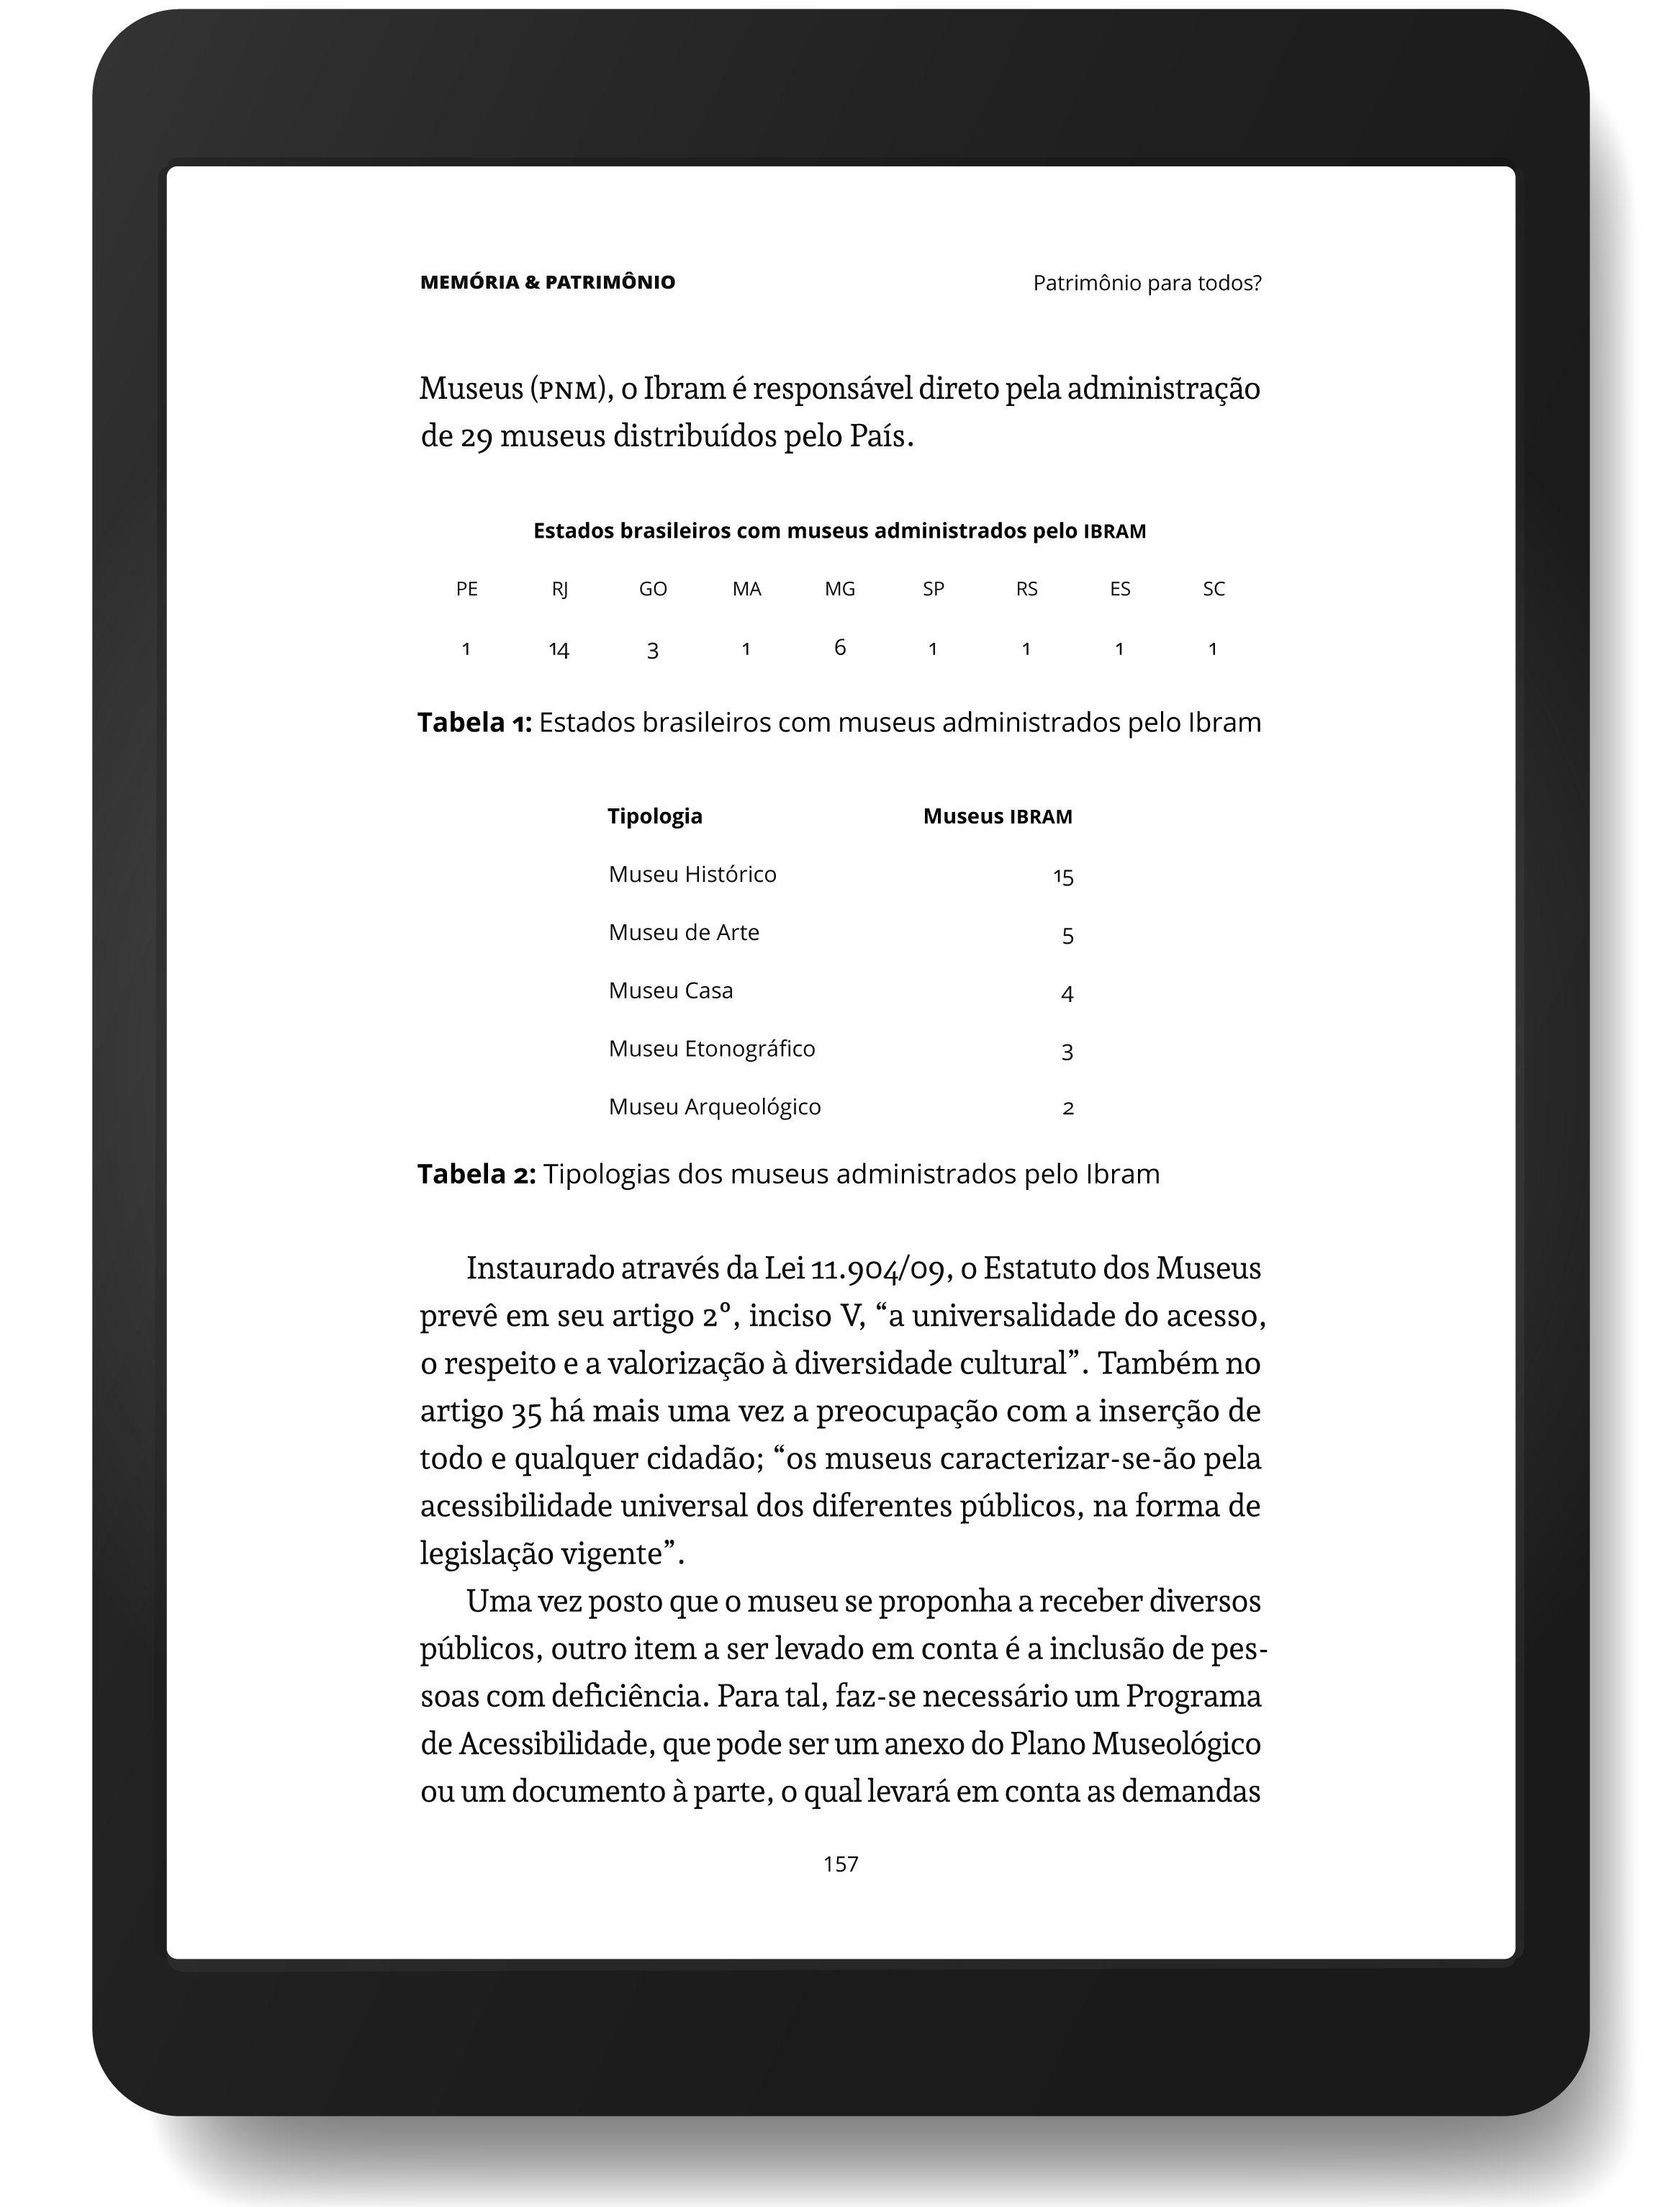 MEMÓRIA & PATRIMÔNIO Patrimônio para todos?
Museus (PNM), o Ibram é responsável direto pela administração
de 29 museus distribuídos pelo País.
Estados brasileiros com museus administrados pelo IBRAM
PE RJ GO MA MG SP RS ES SC
1 14 3 1 6 1 1 1 1
Tabela 1: Estados brasileiros com museus administrados pelo Ibram
Tipologia Museus IBRAM
Museu Histórico 15
Museu de Arte 5
Museu Casa 4
Museu Etonográfico 3
Museu Arqueológico 2
Tabela 2: Tipologias dos museus administrados pelo Ibram
Instaurado através da Lei 11.904/09, o Estatuto dos Museus
prevê em seu artigo 2º, inciso V, “a universalidade do acesso,
o respeito e a valorização à diversidade cultural”. Também no
artigo 35 há mais uma vez a preocupação com a inserção de
todo e qualquer cidadão; “os museus caracterizar-se-ão pela
acessibilidade universal dos diferentes públicos, na forma de
legislação vigente”.
Uma vez posto que o museu se proponha a receber diversos
públicos, outro item a ser levado em conta é a inclusão de pes-
soas com deficiência. Para tal, faz-se necessário um Programa
de Acessibilidade, que pode ser um anexo do Plano Museológico
ou um documento à parte, o qual levará em conta as demandas
157